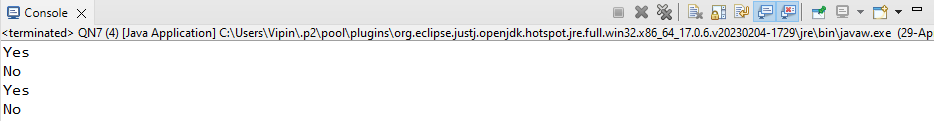 Console
<terminated> QN7 (4) [Java Application] C:\Users\Vipin\.p2\pool\plugins\org.eclipse.justj.openjdk.hotspot.jre.full.win32.x86_64_17.0.6.v20230204-1729\jre\bin\javaw.exe (29-Ap
Yes
No
Yes
No